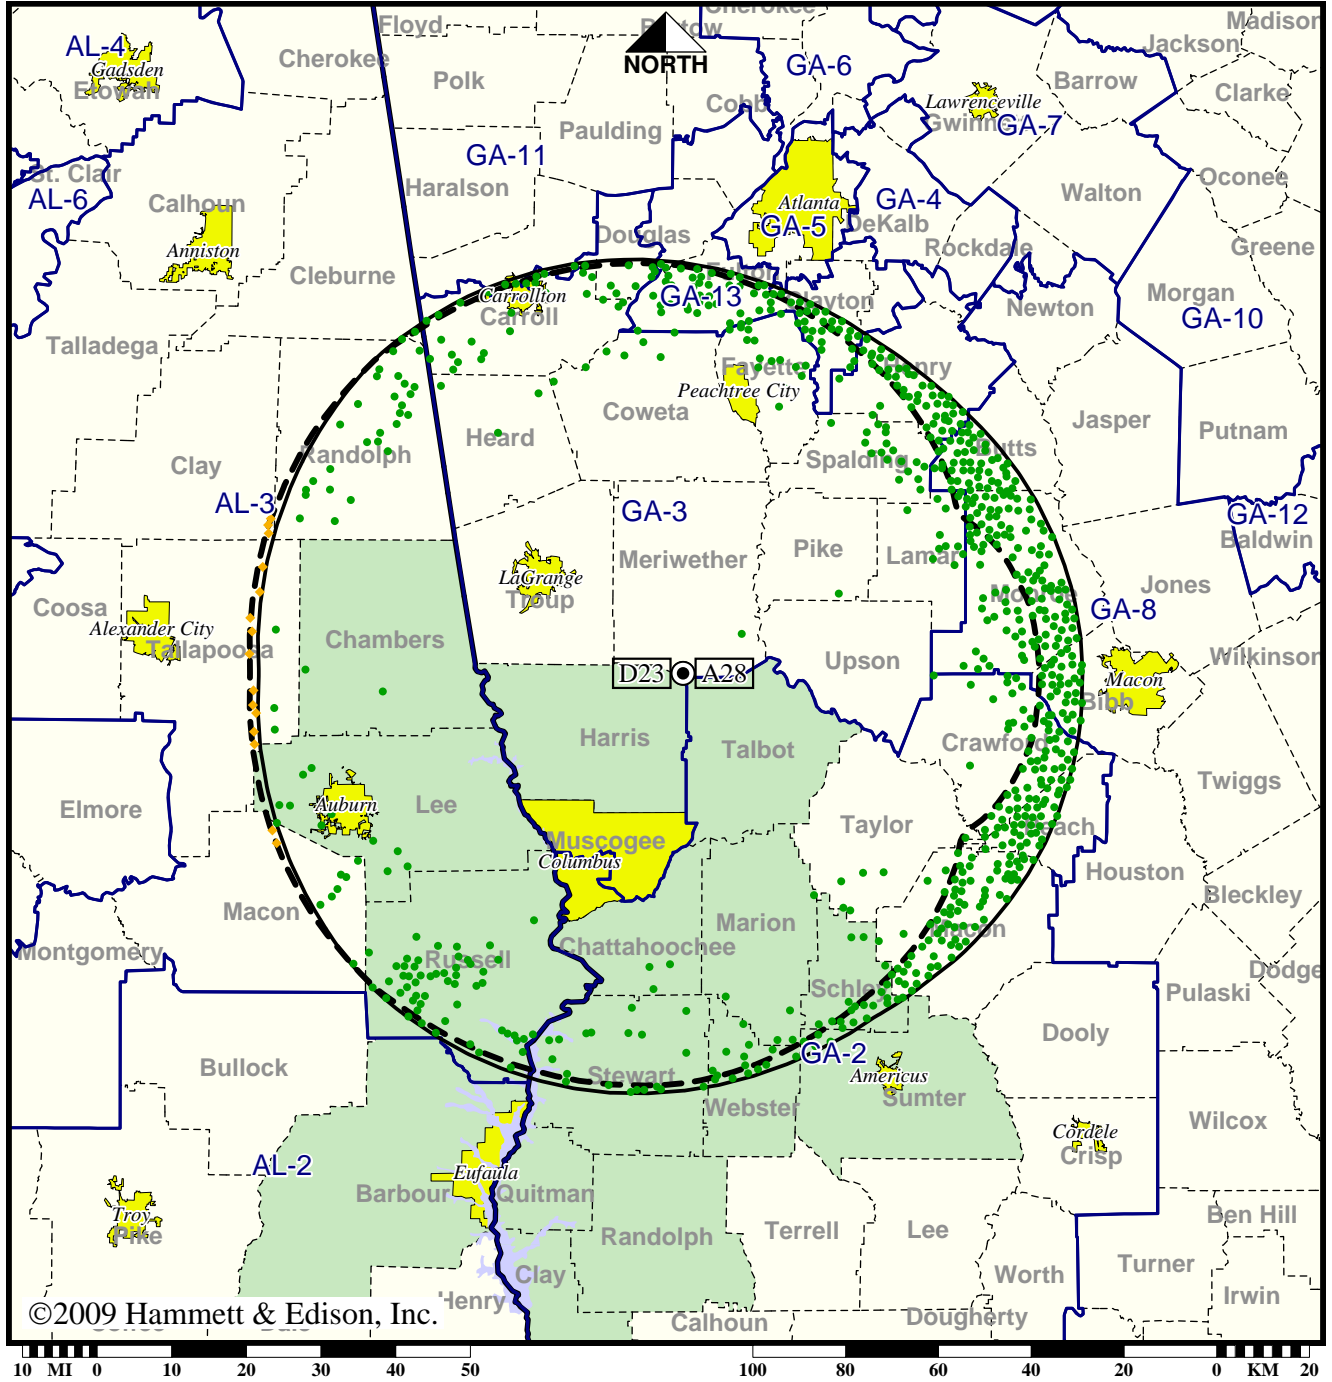 Floyd
Cherokee
Madison
Jackson
AL-4
Gadsden
Etowah
Cherokee
Polk
NORTH
GA-6
Barrow
Clarke
Cobb
Lawrenceville
Gwinnett
GA-7
Paulding
GA-11
St. Clair
AL-6
Calhoun
Haralson
Atlanta
GA-5
GA-4
DeKalb
Walton
Oconee
Anniston
Douglas
Rockdale
Greene
Cleburne
Fulton
Carrollton
Carroll
GA-13
Clayton
Newton
Morgan
GA-10
Talladega
Fayette
Henry
Peachtree City
Coweta
Heard
Jasper
Putnam
Clay
Randolph
Spalding
Butts
AL-3
GA-3
GA-12
Baldwin
Meriwether
Pike
Lamar
LaGrange
Troup
Monroe
Jones
GA-8
Coosa
Alexander City
Tallapoosa
Chambers
Upson
Wilkinson
D23
A28
Macon
Bibb
Harris
Talbot
Crawford
Twiggs
Elmore
Auburn
Lee
Muscogee
Columbus
Taylor
Peach
Houston
Bleckley
Macon
Marion
Macon
Montgomery
Russell
Chattahoochee
Dodge
Schley
Pulaski
Dooly
Bullock
GA-2
Stewart
Americus
Sumter
Webster
Wilcox
Cordele
Crisp
AL-2
Eufaula
Barbour
Quitman
Troy
Pike
Randolph
Terrell
Lee
Ben Hill
Clay
Worth
Turner
Irwin
Henry
Calhoun
Dougherty
©2009 Hammett & Edison, Inc.
10 MI 0 10 20 30 40 50
100 80 60 40 20 0 KM 20